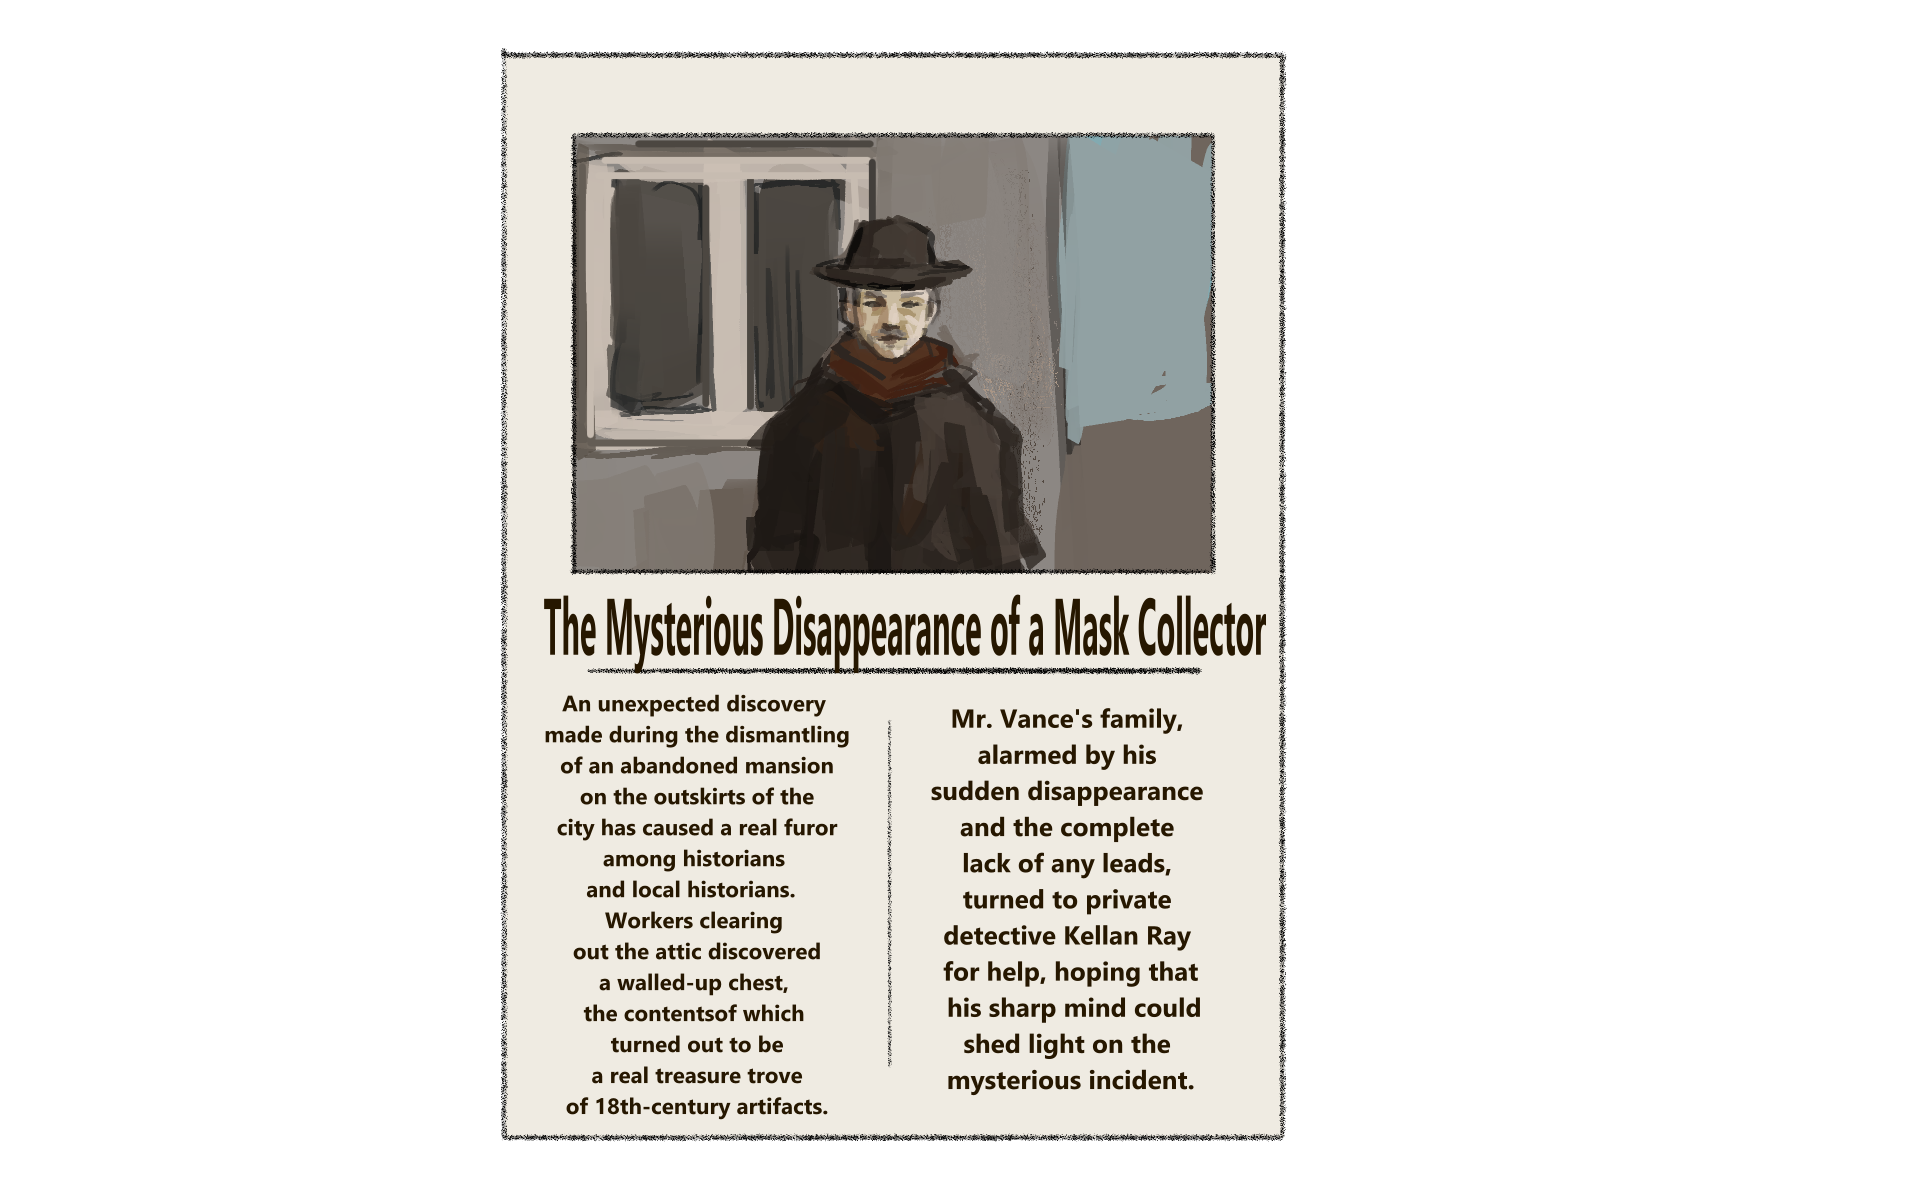 The Mysterious Disappearance of a Mask Collector
An unexpected discovery
made during the dismantling
of an abandoned mansion
on the outskirts of the
city has caused a real furor
among historians
and local historians.
Workers clearing
out the attic discovered
a walled-up chest,
the contentsof which
turned out to be
a real treasure trove
of 18th-century artifacts.
Mr. Vance's family,
alarmed by his
sudden disappearance
and the complete
lack of any leads,
turned to private
detective Kellan Ray
for help, hoping that
his sharp mind could
shed light on the
mysterious incident.